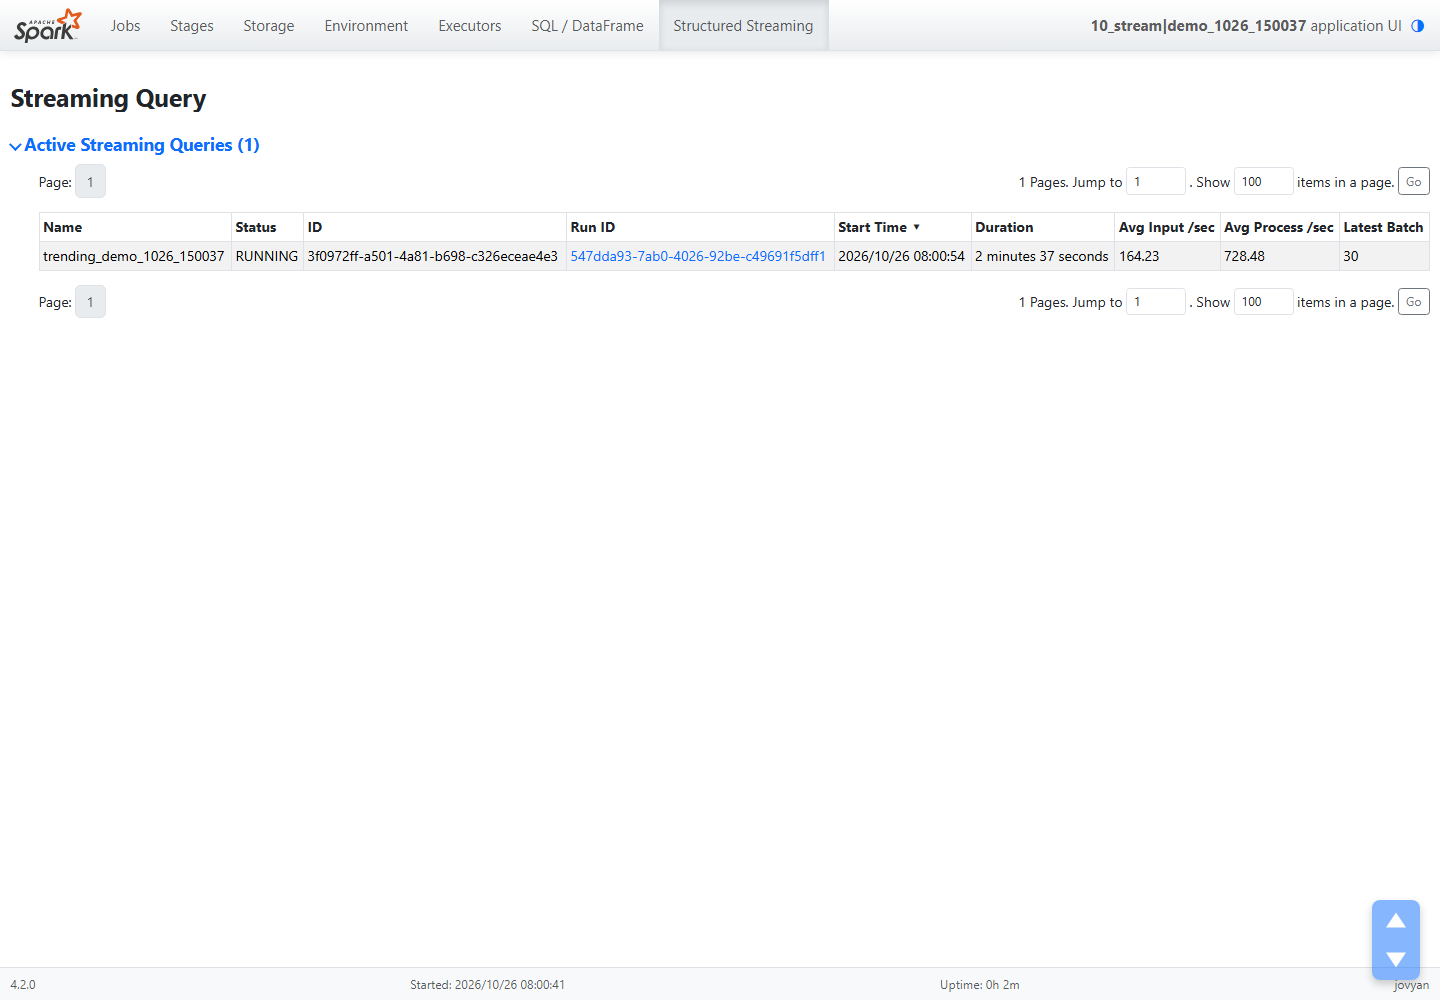 APACHE Spark Jobs Stages Storage Environment Executors SQL / DataFrame Structured Streaming 10_stream|demo_1026_150037 application UI
Streaming Query
Active Streaming Queries (1)
Page: 1 1 Pages. Jump to 1 . Show 100 items in a page. Go
Name Status ID Run ID Start Time ▾ Duration Avg Input /sec Avg Process /sec Latest Batch
trending_demo_1026_150037 RUNNING 3f0972ff-a501-4a81-b698-c326eceae4e3 547dda93-7ab0-4026-92be-c49691f5dff1 2026/10/26 08:00:54 2 minutes 37 seconds 164.23 728.48 30
Page: 1 1 Pages. Jump to 1 . Show 100 items in a page. Go
4.2.0 Started: 2026/10/26 08:00:41 Uptime: 0h 2m jovyan